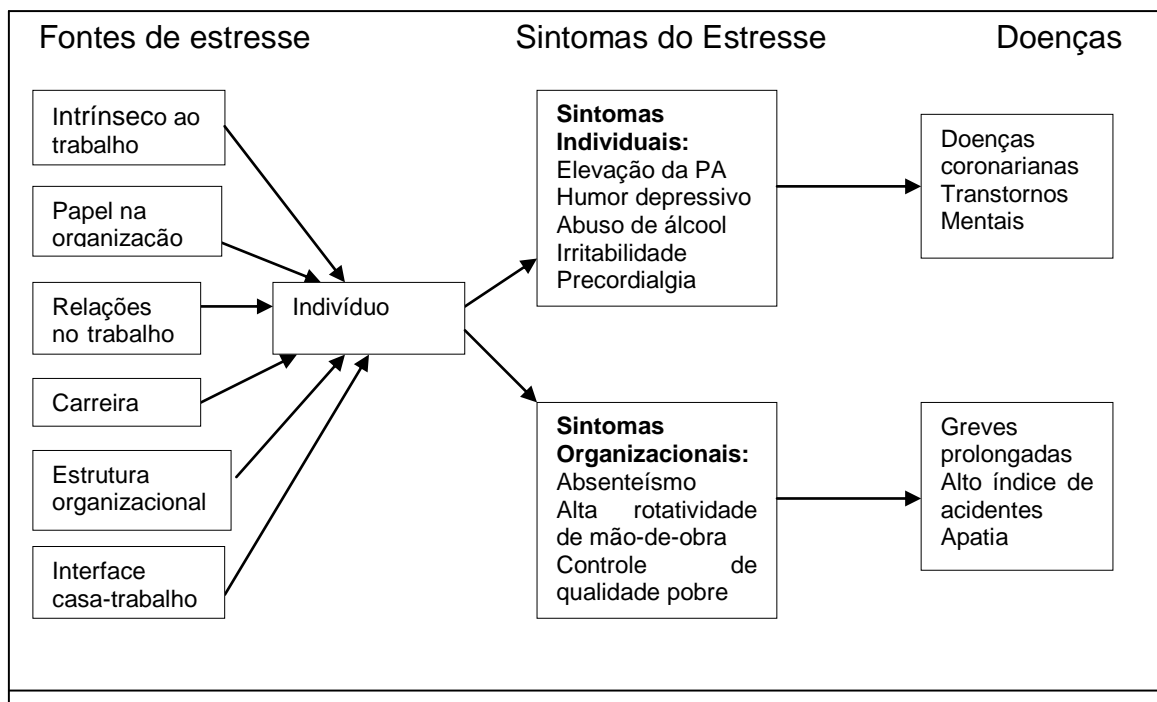 Fontes de estresse
Sintomas do Estresse
Doenças
Intrínseco ao
trabalho
Papel na
organização
Relações
no trabalho
Carreira
Estrutura
organizacional
Interface
casa-trabalho
Indivíduo
Sintomas
Individuais:
Elevação da PA
Humor depressivo
Abuso de álcool
Irritabilidade
Precordialgia
Sintomas
Organizacionais:
Absenteísmo
Alta rotatividade
de mão-de-obra
Controle de
qualidade pobre
Doenças
coronarianas
Transtornos
Mentais
Greves
prolongadas
Alto índice de
acidentes
Apatia